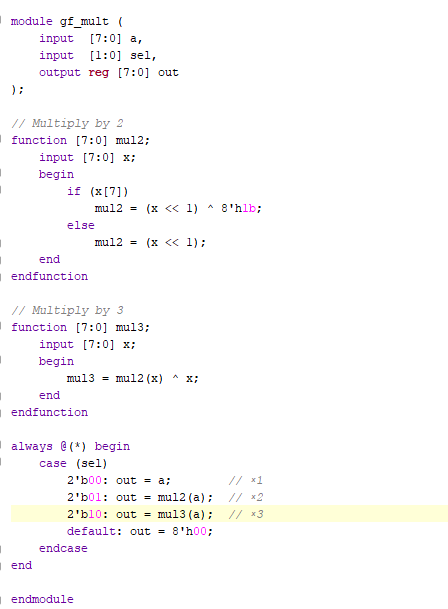 module gf_mult (
    input  [7:0] a,
    input  [1:0] sel,
    output reg [7:0] out
);
// Multiply by 2
function [7:0] mul2;
    input [7:0] x;
    begin
        if (x[7])
            mul2 = (x << 1) ^ 8'h1b;
        else
            mul2 = (x << 1);
    end
endfunction
// Multiply by 3
function [7:0] mul3;
    input [7:0] x;
    begin
        mul3 = mul2(x) ^ x;
    end
endfunction
always @(*) begin
    case (sel)
        2'b00: out = a;        // ×1
        2'b01: out = mul2(a);  // ×2
        2'b10: out = mul3(a);  // ×3
        default: out = 8'h00;
    endcase
end
endmodule